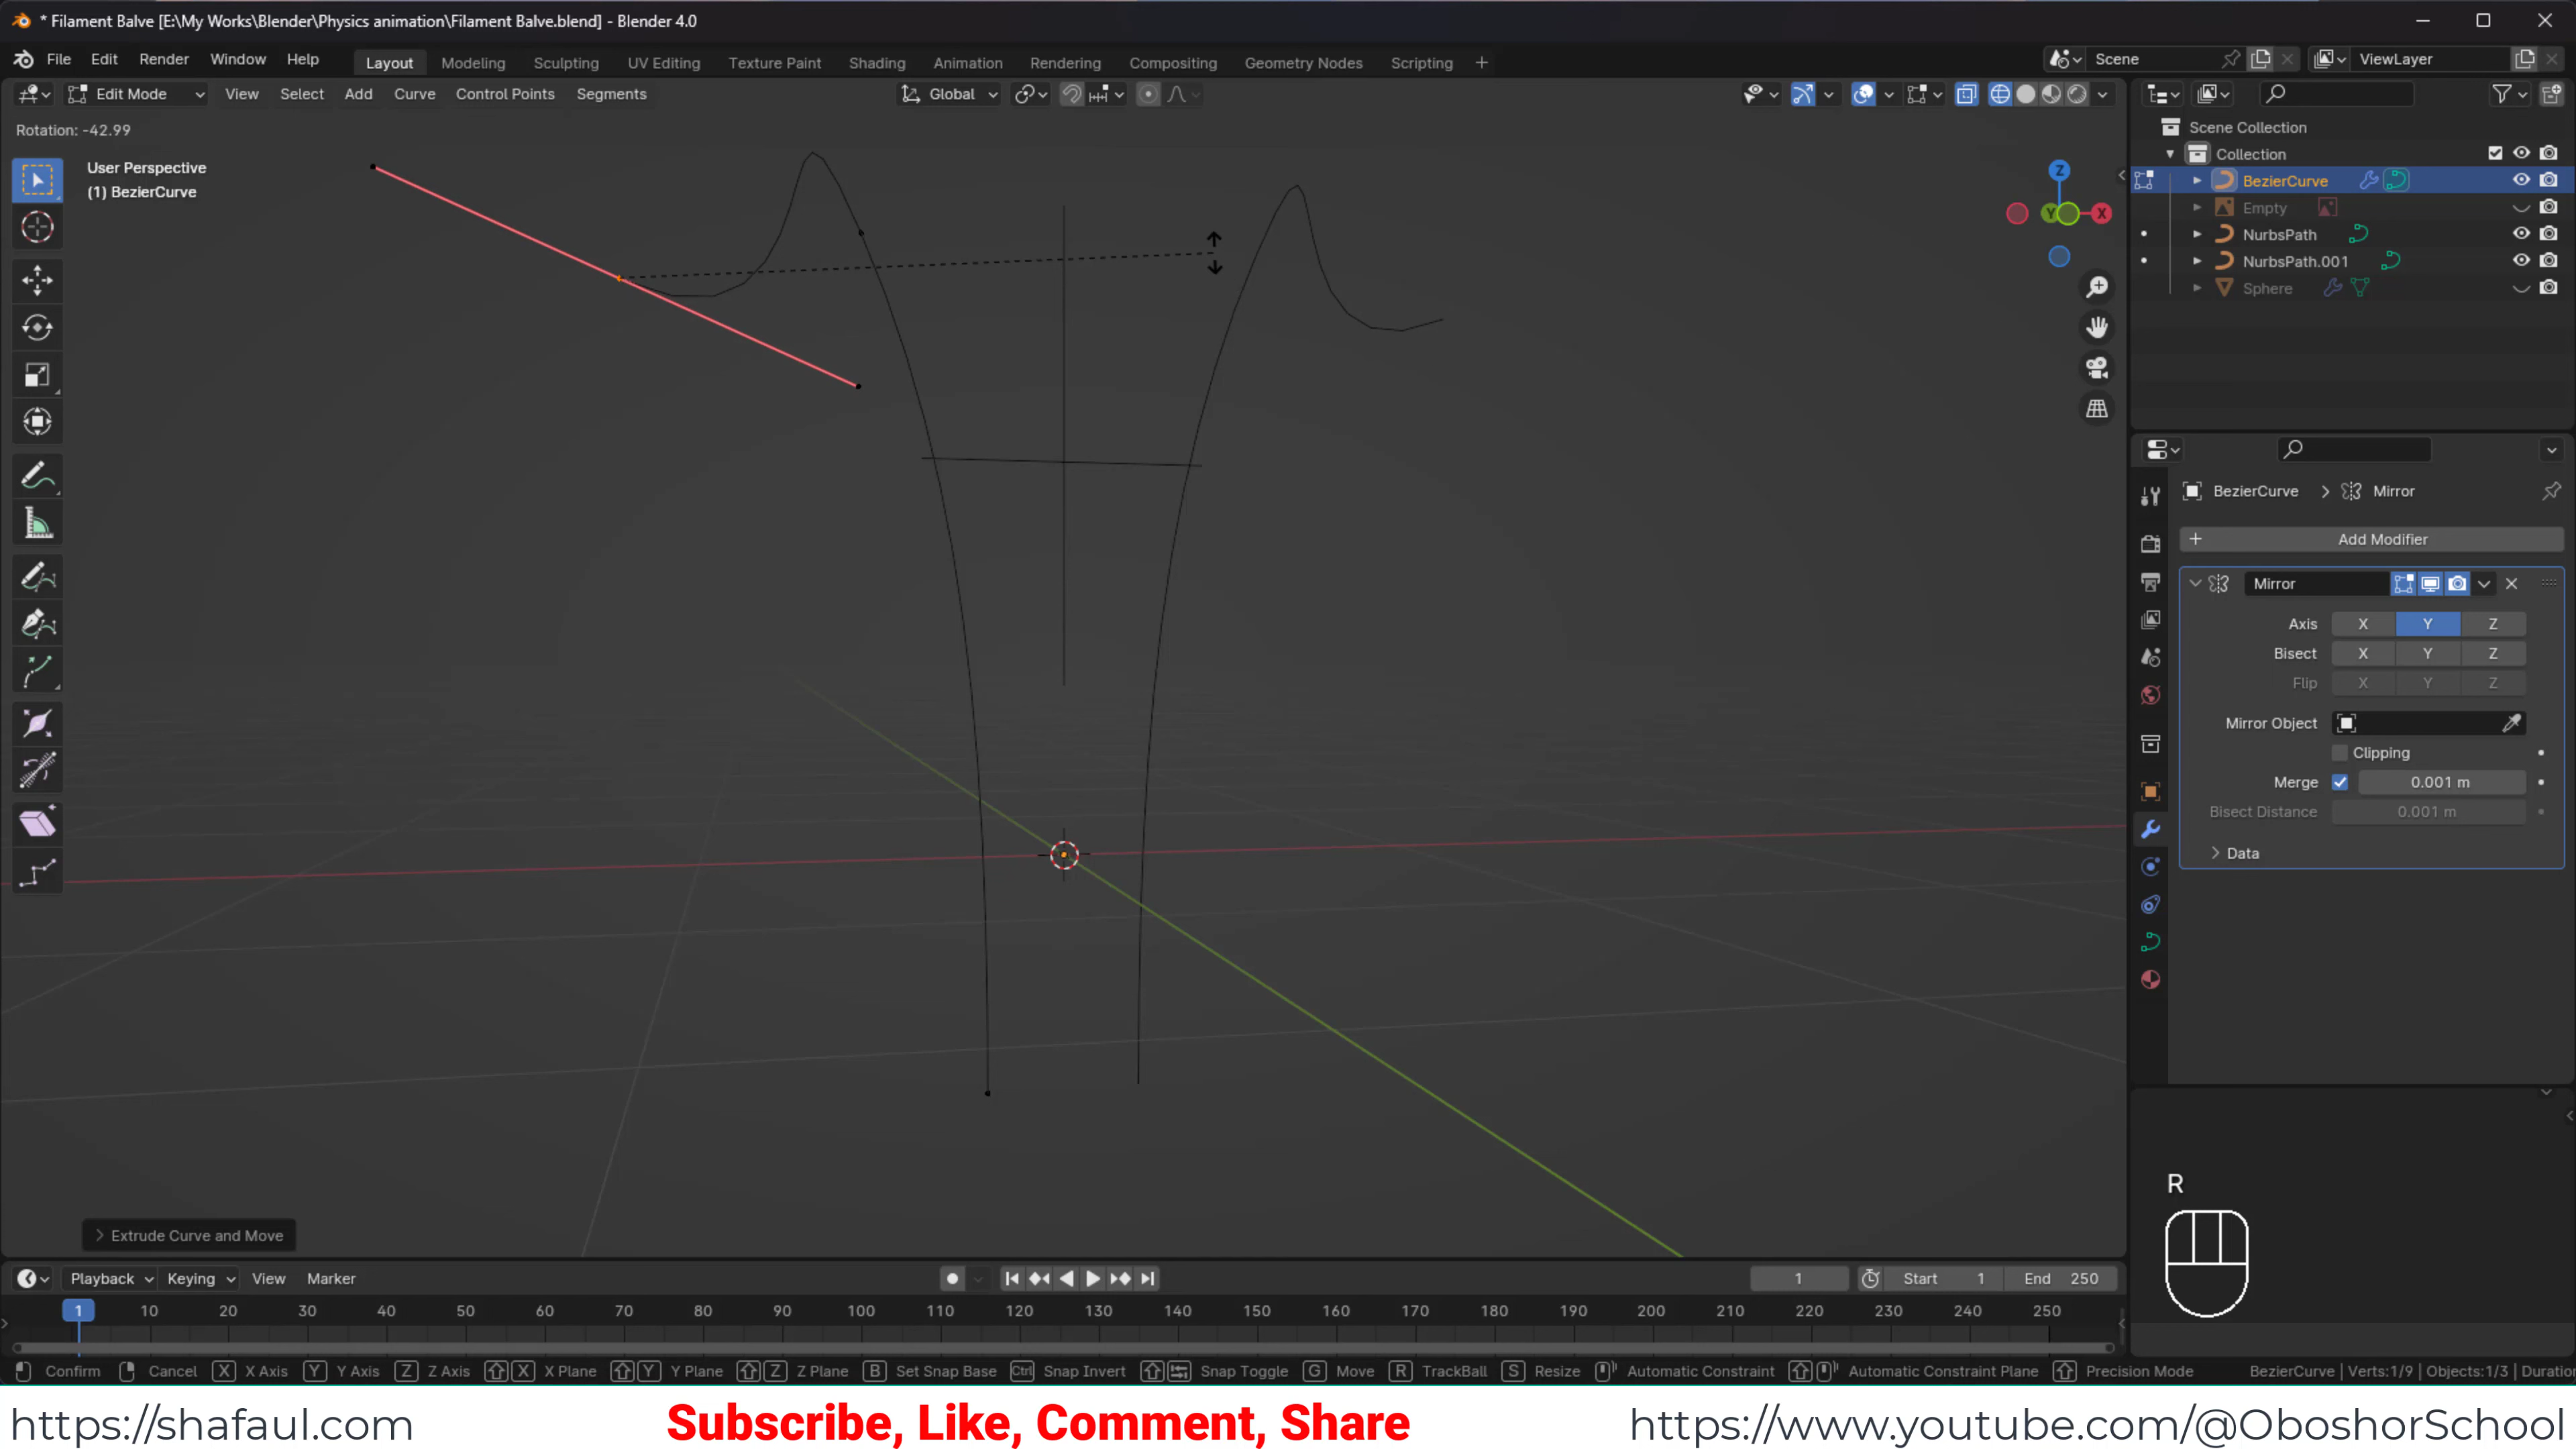 * Filament Balve [E:\My Works\Blender\Physics animation\Filament Balve.blend] - Blender 4.0
File Edit Render Window Help Layout Modeling Sculpting UV Editing Texture Paint Shading Animation Rendering Compositing Geometry Nodes Scripting + Scene ViewLayer
Edit Mode View Select Add Curve Control Points Segments Global
Rotation: -42.99
User Perspective
(1) BezierCurve
Z
Y X
Scene Collection
Collection
BezierCurve
Empty
NurbsPath
NurbsPath.001
Sphere
BezierCurve > Mirror
+ Add Modifier
Mirror
Axis X Y Z
Bisect X Y Z
Flip X Y Z
Mirror Object
Clipping
Merge 0.001 m
Bisect Distance 0.001 m
> Data
R
> Extrude Curve and Move
Playback Keying View Marker 1 Start 1 End 250
1 10 20 30 40 50 60 70 80 90 100 110 120 130 140 150 160 170 180 190 200 210 220 230 240 250
Confirm Cancel X X Axis Y Y Axis Z Z Axis X X Plane Y Y Plane Z Z Plane B Set Snap Base Ctrl Snap Invert Snap Toggle G Move R TrackBall S Resize Automatic Constraint Automatic Constraint Plane Precision Mode BezierCurve | Verts:1/9 | Objects:1/3 | Duratio
https://shafaul.com Subscribe, Like, Comment, Share https://www.youtube.com/@OboshorSchool